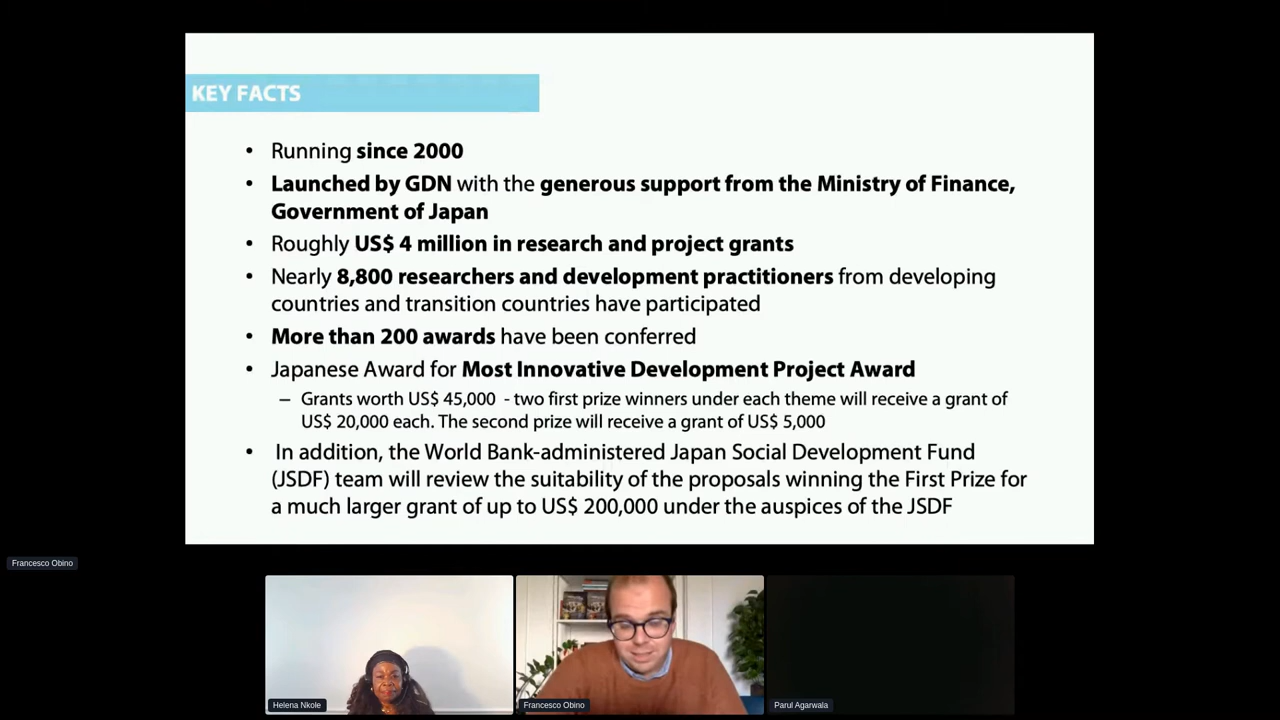 KEY FACTS
• Running since 2000
• Launched by GDN with the generous support from the Ministry of Finance,
Government of Japan
• Roughly US$ 4 million in research and project grants
• Nearly 8,800 researchers and development practitioners from developing
countries and transition countries have participated
• More than 200 awards have been conferred
• Japanese Award for Most Innovative Development Project Award
– Grants worth US$ 45,000 - two first prize winners under each theme will receive a grant of
US$ 20,000 each. The second prize will receive a grant of US$ 5,000
• In addition, the World Bank-administered Japan Social Development Fund
(JSDF) team will review the suitability of the proposals winning the First Prize for
a much larger grant of up to US$ 200,000 under the auspices of the JSDF
Francesco Obino
Helena Nkole
Francesco Obino
Parul Agarwala